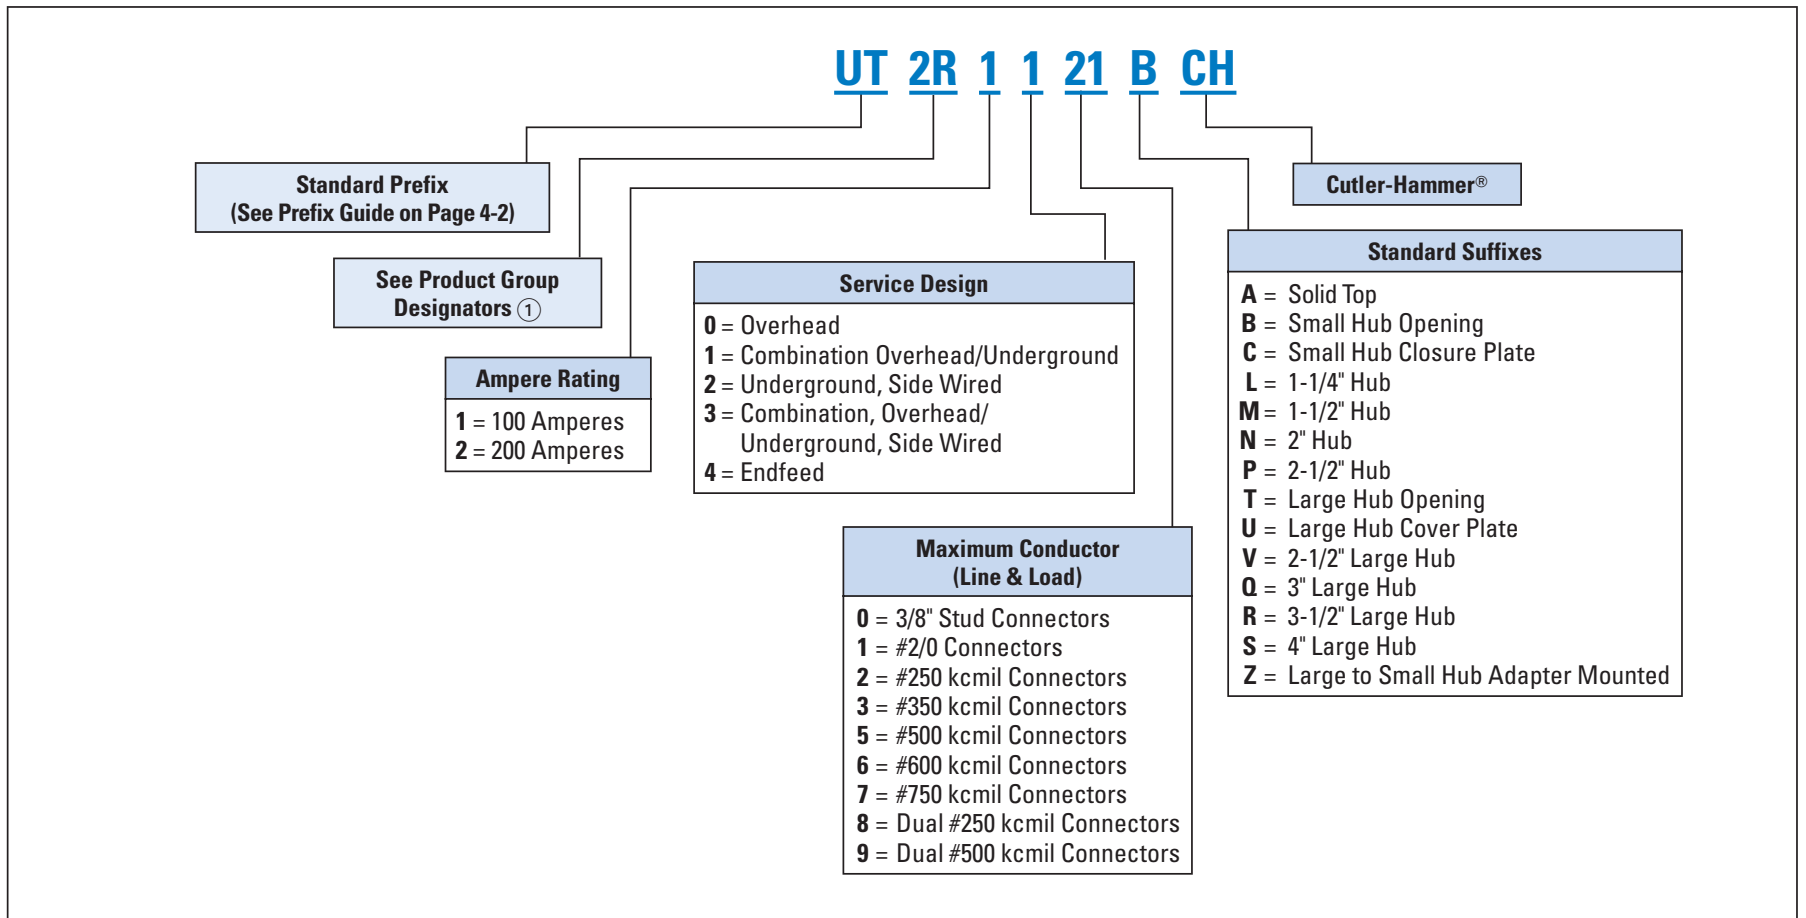 UT 2R 1 1 21 B CH
Standard Prefix
(See Prefix Guide on Page 4-2)
See Product Group
Designators ①
Ampere Rating
1 = 100 Amperes
2 = 200 Amperes
Service Design
0 = Overhead
1 = Combination Overhead/Underground
2 = Underground, Side Wired
3 = Combination, Overhead/
Underground, Side Wired
4 = Endfeed
Maximum Conductor
(Line & Load)
0 = 3/8" Stud Connectors
1 = #2/0 Connectors
2 = #250 kcmil Connectors
3 = #350 kcmil Connectors
5 = #500 kcmil Connectors
6 = #600 kcmil Connectors
7 = #750 kcmil Connectors
8 = Dual #250 kcmil Connectors
9 = Dual #500 kcmil Connectors
Cutler-Hammer®
Standard Suffixes
A = Solid Top
B = Small Hub Opening
C = Small Hub Closure Plate
L = 1-1/4" Hub
M = 1-1/2" Hub
N = 2" Hub
P = 2-1/2" Hub
T = Large Hub Opening
U = Large Hub Cover Plate
V = 2-1/2" Large Hub
Q = 3" Large Hub
R = 3-1/2" Large Hub
S = 4" Large Hub
Z = Large to Small Hub Adapter Mounted